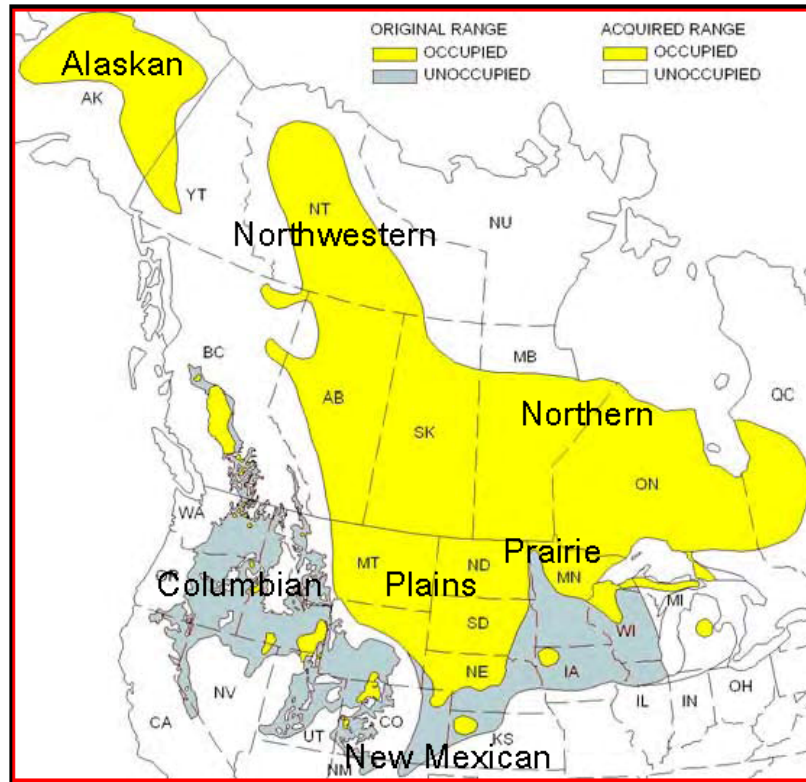 ORIGINAL RANGE ACQUIRED RANGE
OCCUPIED OCCUPIED
UNOCCUPIED UNOCCUPIED
Alaskan
AK
YT
NT
Northwestern
NU
BC
MB
QC
AB
Northern
SK
ON
WA
Prairie
MT Plains ND MN
Columbian
MI
SD WI
NE IA
NV IL IN OH
CA UT CO KS
NM New Mexican